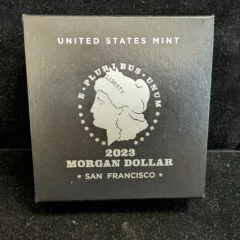 UNITED STATES MINT
E · PLURIBUS · UNUM
LIBERTY
2023
MORGAN DOLLAR
• SAN FRANCISCO •